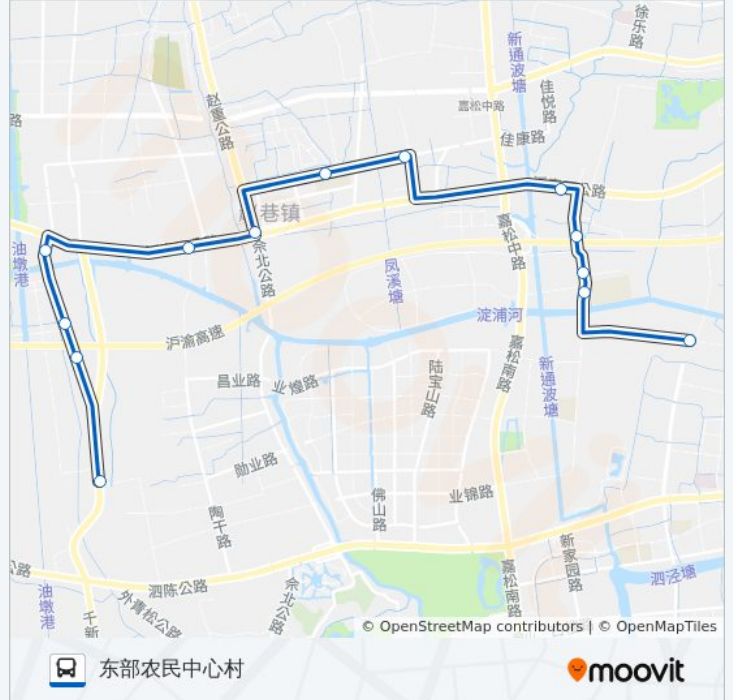 徐乐路
新通波塘
佳悦路
嘉松中路
赵重公路
路
佳康路
公路
巷镇
嘉松中路
油墩港
佘北公路
凤溪塘
淀浦河
沪渝高速
嘉松南路
新通波塘
陆宝山路
昌业路
业煌路
勋业路
业锦路
佛山路
陶干路
新家园路
公路
泗陈公路
佘北公路
嘉松南路
泗泾塘
油墩港
外青松公路
千新
© OpenStreetMap contributors | © OpenMapTiles
东部农民中心村
moovit